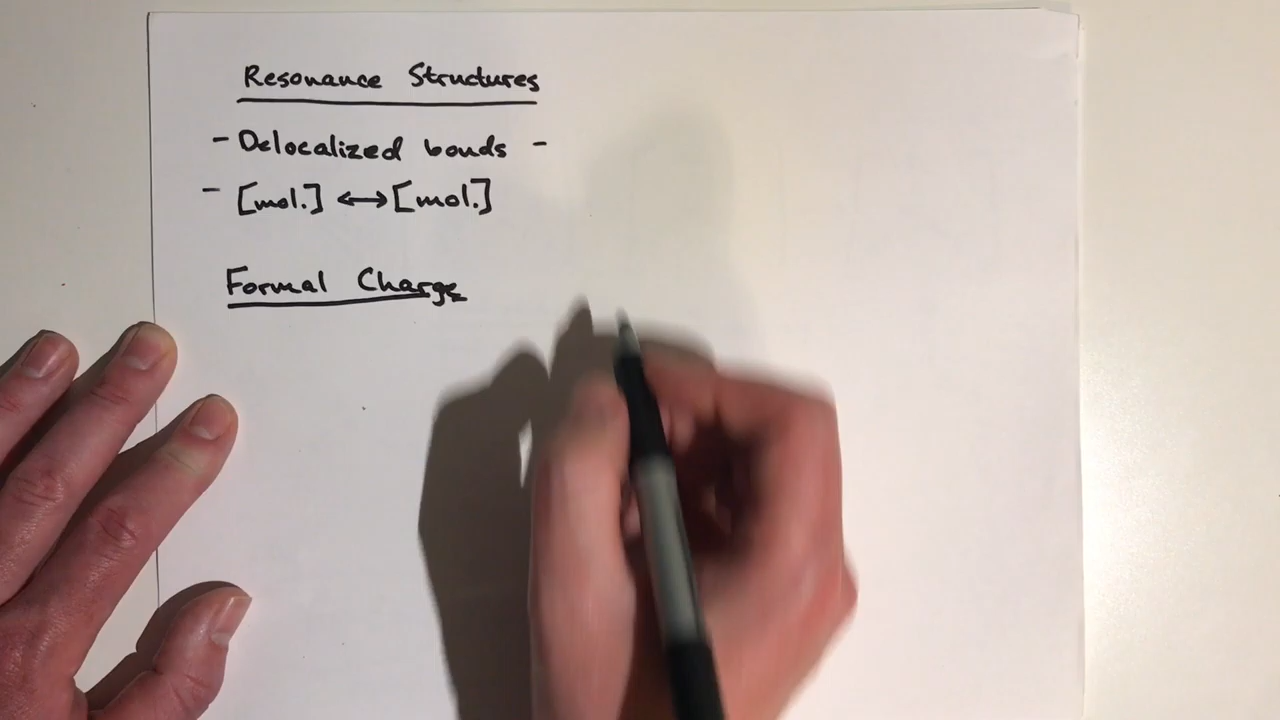 Resonance Structures
- Delocalized bonds -
- [mol.] ↔ [mol.]
Formal Charge